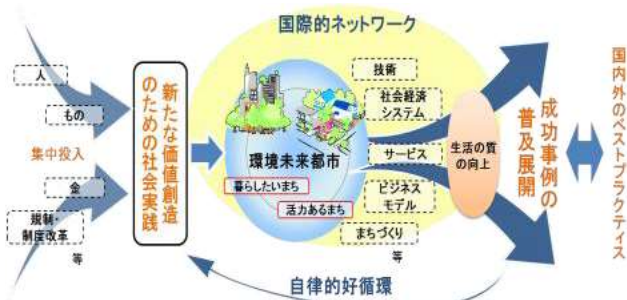 国際的ネットワーク
人
もの
集中投入
金
規制・
制度改革
等
新たな価値創造
のための社会実践
環境未来都市
暮らしたいまち
活力あるまち
技術
社会経済
システム
サービス
ビジネス
モデル
まちづくり
等
生活の質
の向上
成功事例の
普及展開
国内外のベストプラクティス
自律的好循環